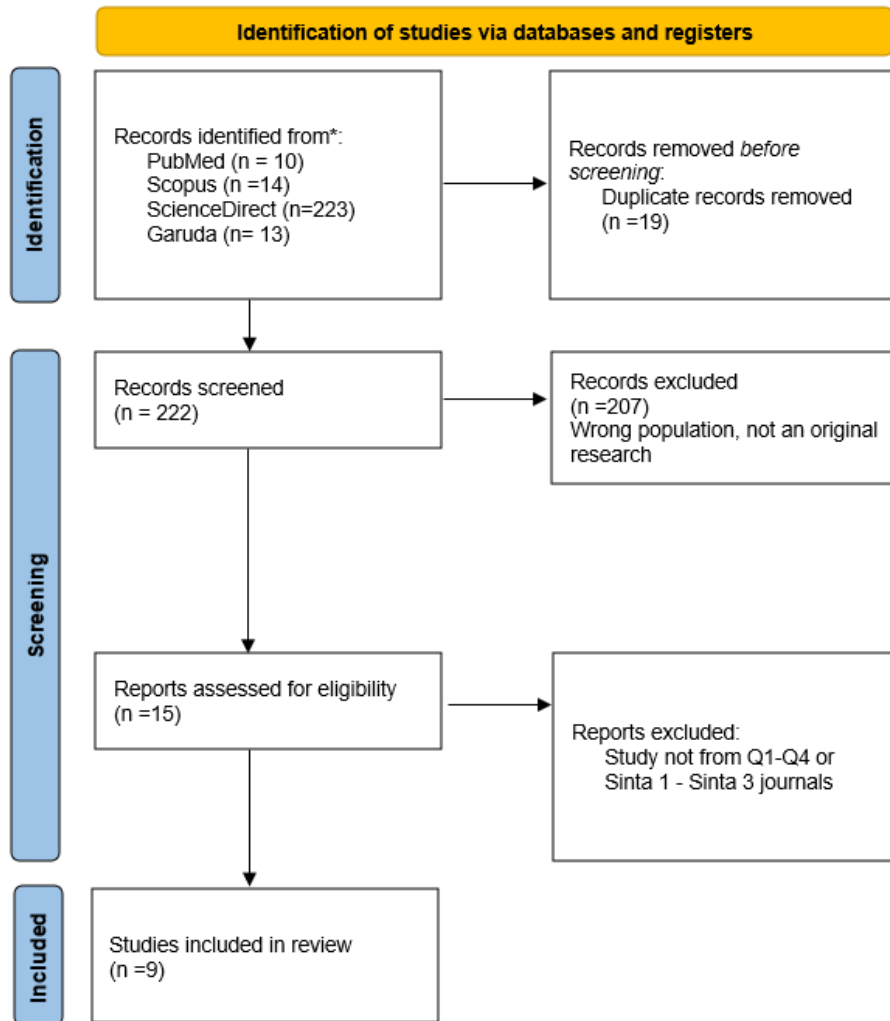 Identification of studies via databases and registers
Identification
Records identified from*:
PubMed (n = 10)
Scopus (n =14)
ScienceDirect (n=223)
Garuda (n= 13)
Records removed before
screening:
Duplicate records removed
(n =19)
Screening
Records screened
(n = 222)
Records excluded
(n =207)
Wrong population, not an original
research
Reports assessed for eligibility
(n =15)
Reports excluded:
Study not from Q1-Q4 or
Sinta 1 - Sinta 3 journals
Included
Studies included in review
(n =9)